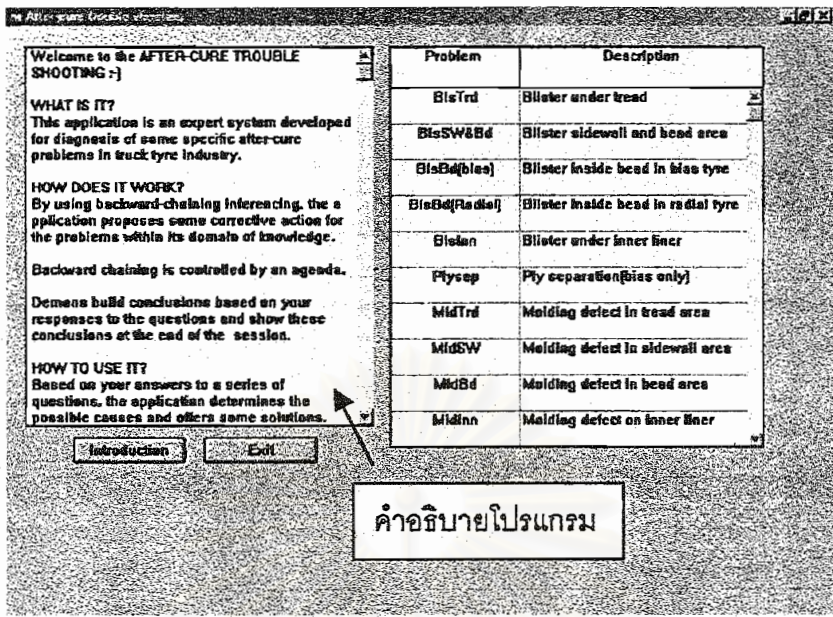 After-cure trouble shooting
Welcome to the AFTER-CURE TROUBLE
SHOOTING :-]
WHAT IS IT?
This application is an expert system developed
for diagnosis of some specific after-cure
problems in truck tyre industry.
HOW DOES IT WORK?
By using backward-chaining inferencing, the a
pplication proposes some corrective action for
the problems within its domain of knowledge.
Backward chaining is controlled by an agenda.
Demons build conclusions based on your
responses to the questions and show these
conclusions at the end of the session.
HOW TO USE IT?
Based on your answers to a series of
questions, the application determines the
possible causes and offers some solutions.
Introduction Exit
Problem Description
BlsTrd Blister under tread
BlsSW&Bd Blister sidewall and bead area
BlsBd[bias] Blister inside bead in bias tyre
BlsBd[Radial] Blister inside bead in radial tyre
BlsInn Blister under inner liner
Plysep Ply separation[bias only]
MldTrd Molding defect in tread area
MldSW Molding defect in sidewall area
MldBd Molding defect in bead area
MldInn Molding defect on inner liner
คำอธิบายโปรแกรม